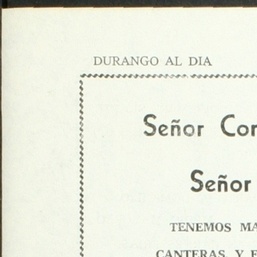 DURANGO AL DIA
Señor
Señor
TENEMOS
CANTERAS, Y